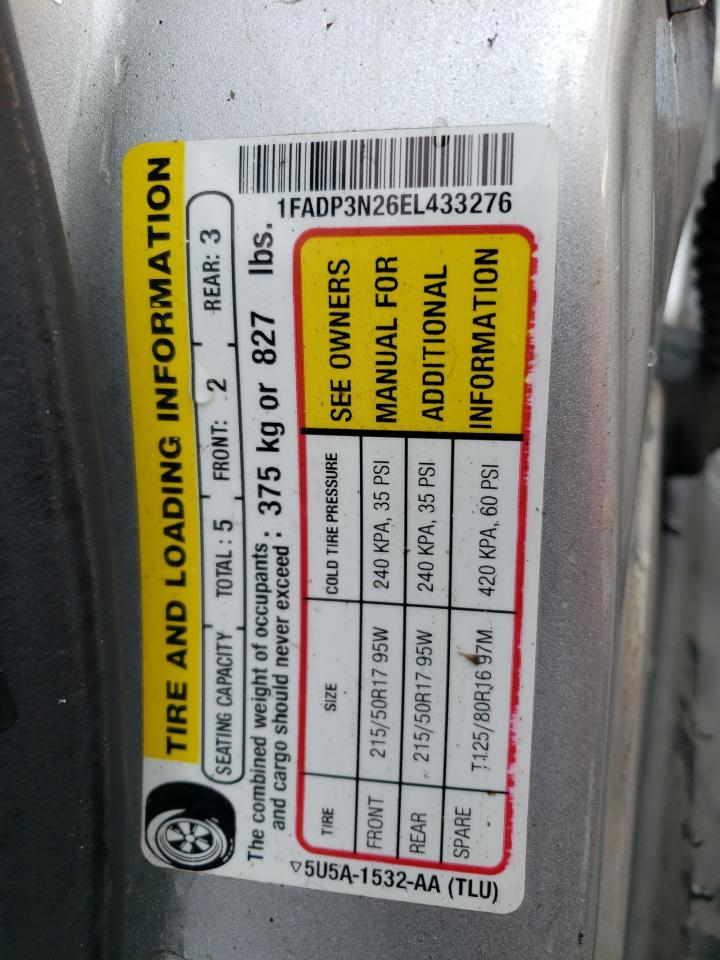 TIRE AND LOADING INFORMATION
SEATING CAPACITY TOTAL : 5 FRONT: 2 REAR: 3
The combined weight of occupants
and cargo should never exceed : 375 kg or 827 lbs.
1FADP3N26EL433276
TIRE SIZE COLD TIRE PRESSURE SEE OWNERS
FRONT 215/50R17 95W 240 KPA, 35 PSI MANUAL FOR
REAR 215/50R17 95W 240 KPA, 35 PSI ADDITIONAL
SPARE T125/80R16 97M 420 KPA, 60 PSI INFORMATION
▽5U5A-1532-AA (TLU)